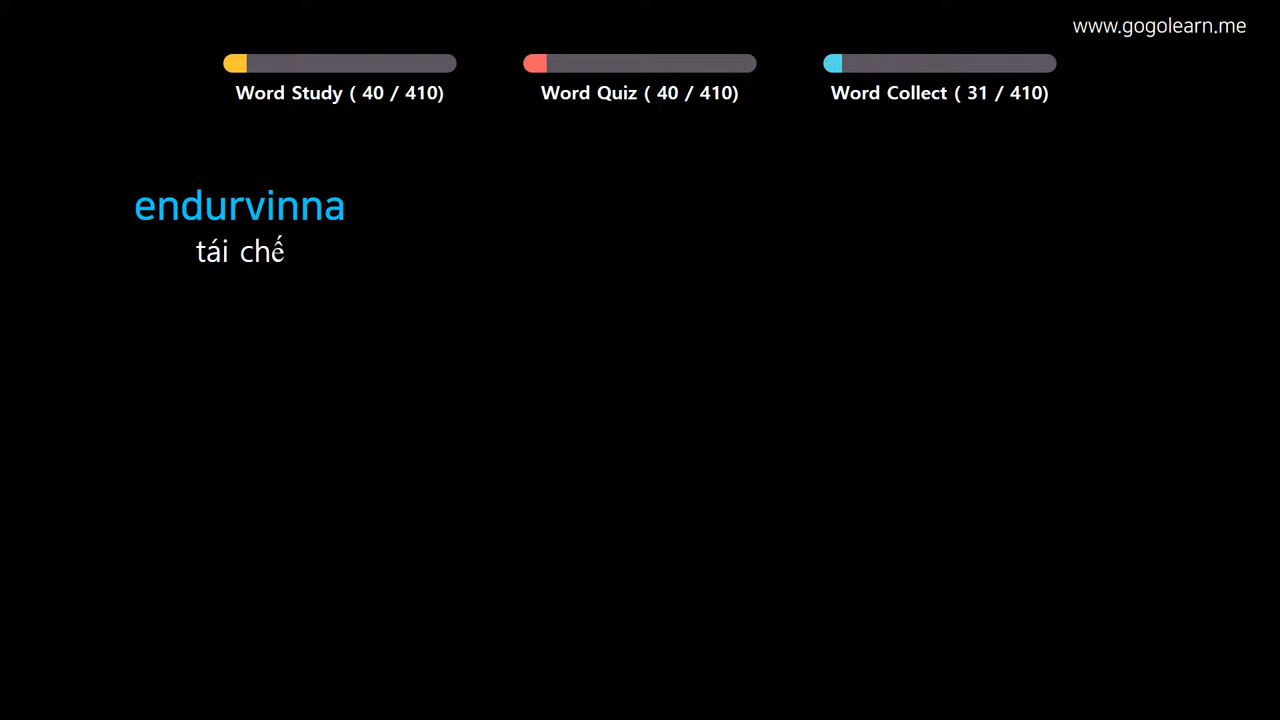 www.gogolearn.me
Word Study ( 40 / 410)
Word Quiz ( 40 / 410)
Word Collect ( 31 / 410)
endurvinna
tái chế